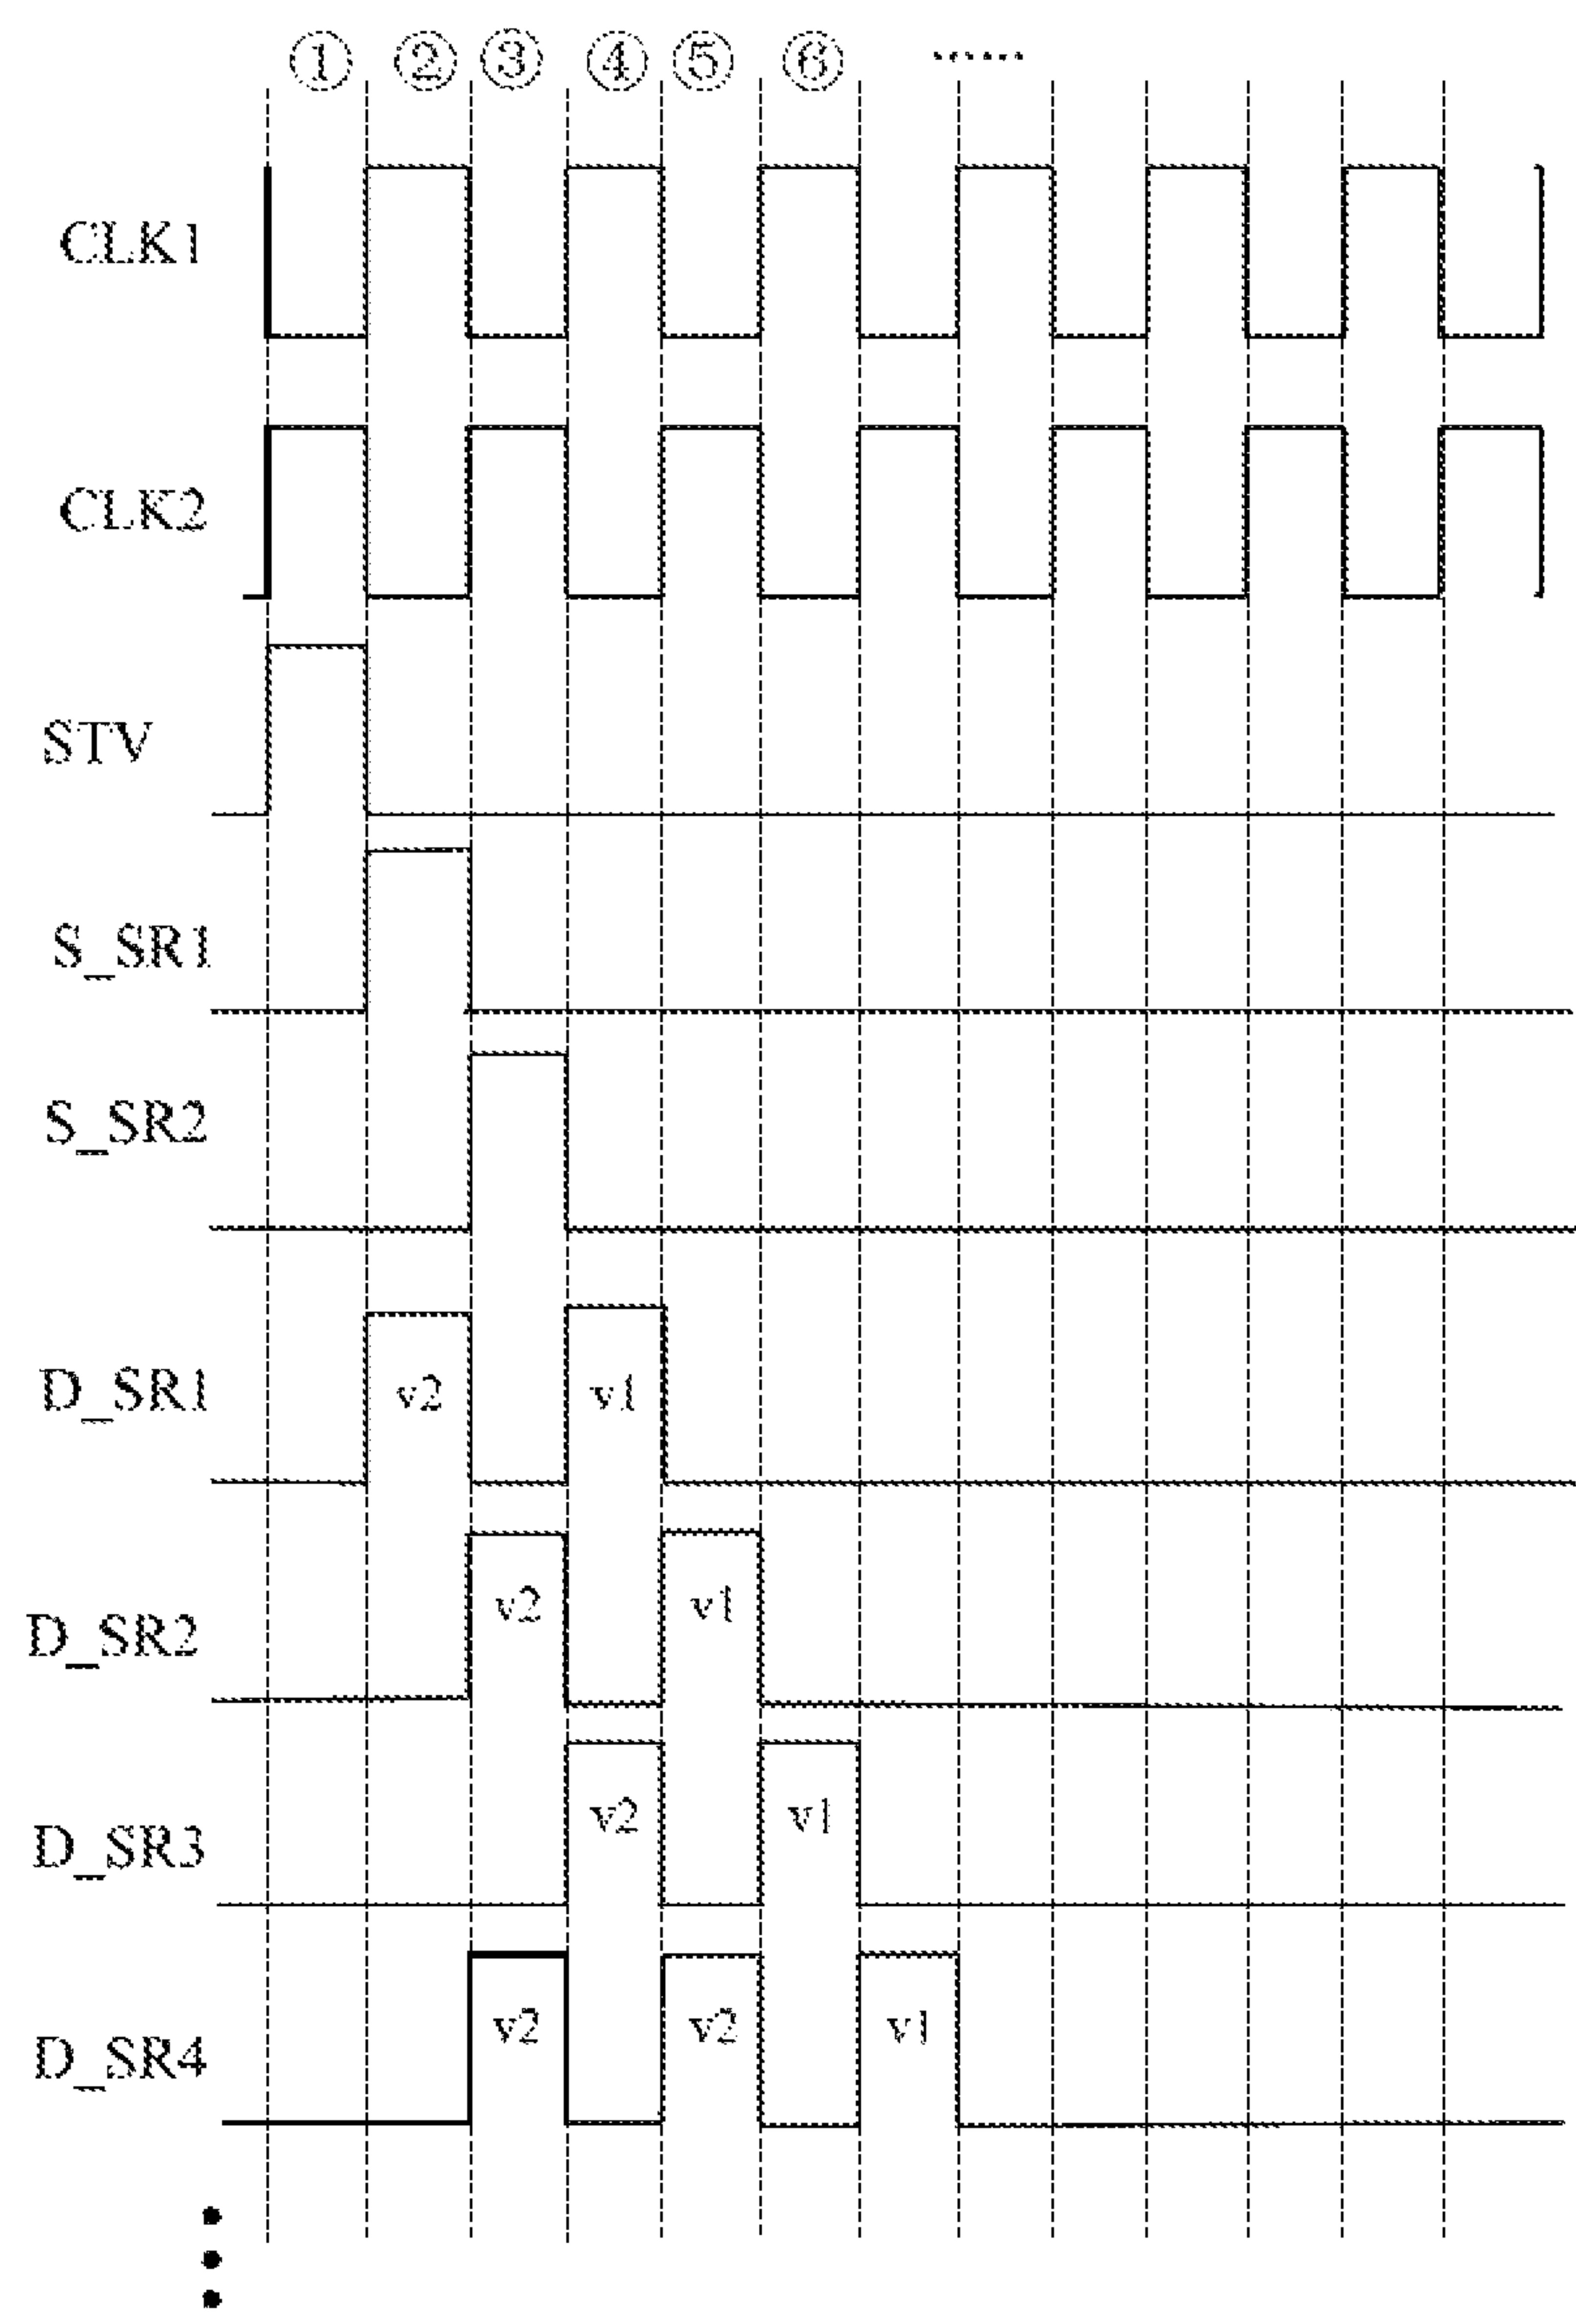 ① ② ③ ④ ⑤ ⑥ ......
CLK1
CLK2
STV
S_SR1
S_SR2
D_SR1 v2 v1
D_SR2 v2 v1
D_SR3 v2 v1
D_SR4 v2 v2 v1